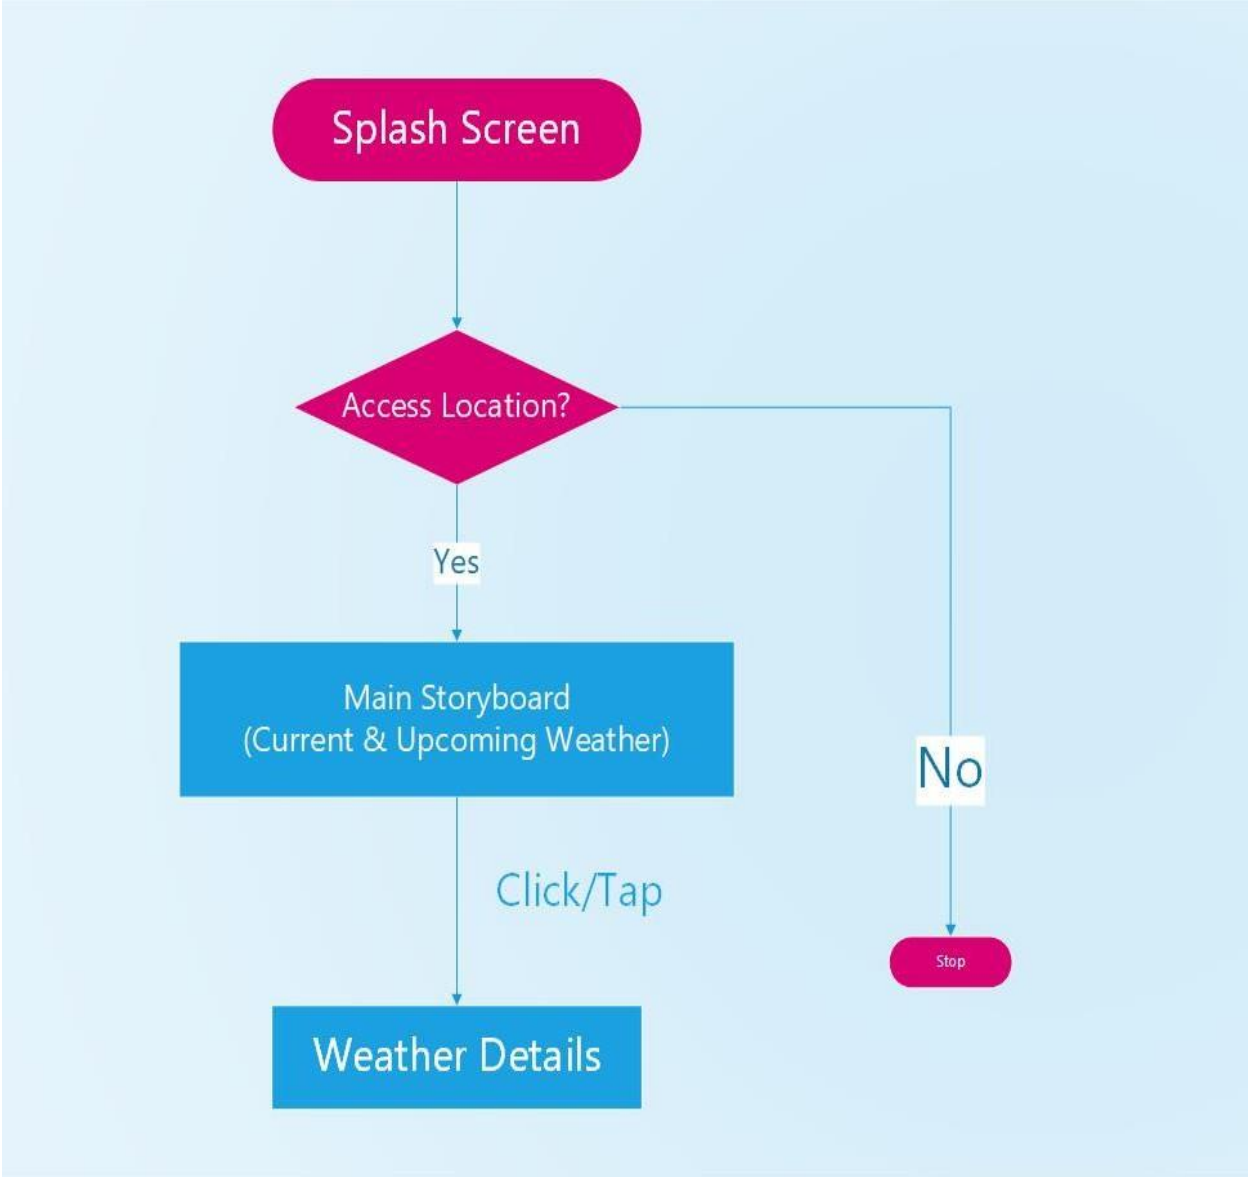 Splash Screen
Access Location?
Yes
Main Storyboard
(Current & Upcoming Weather)
No
Click/Tap
Stop
Weather Details